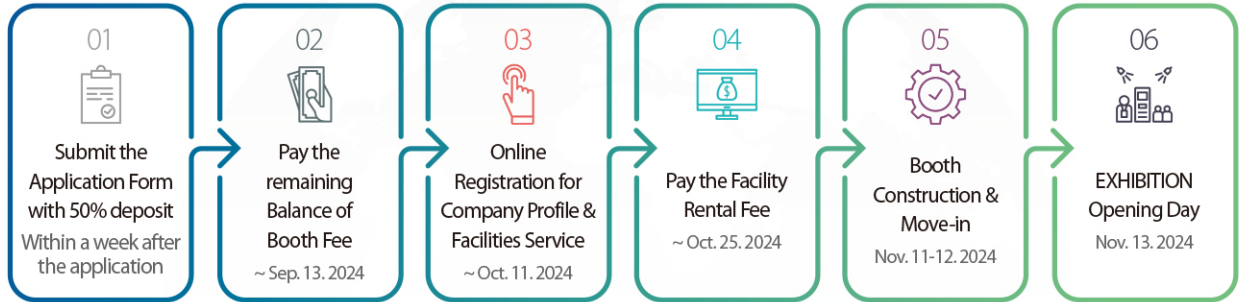 01
Submit the
Application Form
with 50% deposit
Within a week after
the application
02
Pay the
remaining
Balance of
Booth Fee
~ Sep. 13. 2024
03
Online
Registration for
Company Profile &
Facilities Service
~ Oct. 11. 2024
04
$
Pay the Facility
Rental Fee
~ Oct. 25. 2024
05
Booth
Construction &
Move-in
Nov. 11-12. 2024
06
EXHIBITION
Opening Day
Nov. 13. 2024